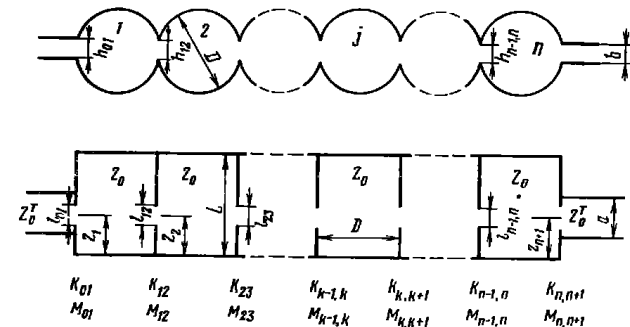 1 2 j n
h01 h12 D hn-1,n b
Z0 Z0 Z0 Z0
Z0T l12 L l23 D ln-1,n Z0T a
z1 z2 zn+1
K01 K12 K23 Kk-1,k Kk,k+1 Kn-1,n Kn,n+1
M01 M12 M23 Mk-1,k Mk,k+1 Mn-1,n Mn,n+1